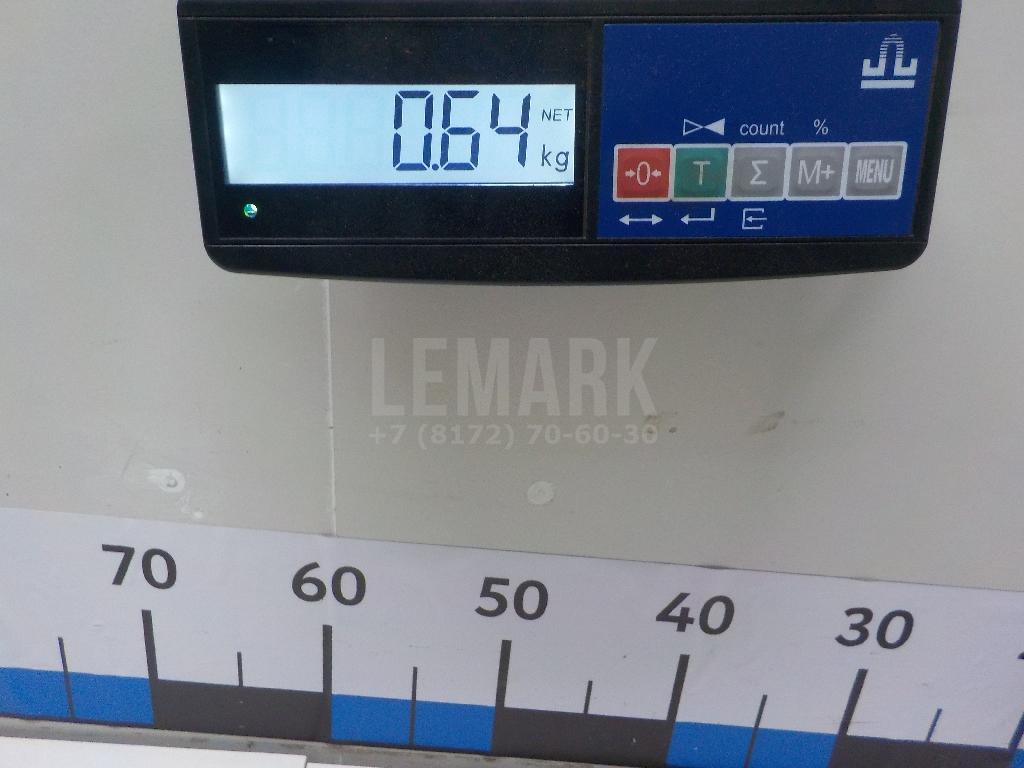 0.64 NET
kg
count %
→0← T Σ M+ MENU
LEMARK
+7 (8172) 70-60-30
70 60 50 40 30